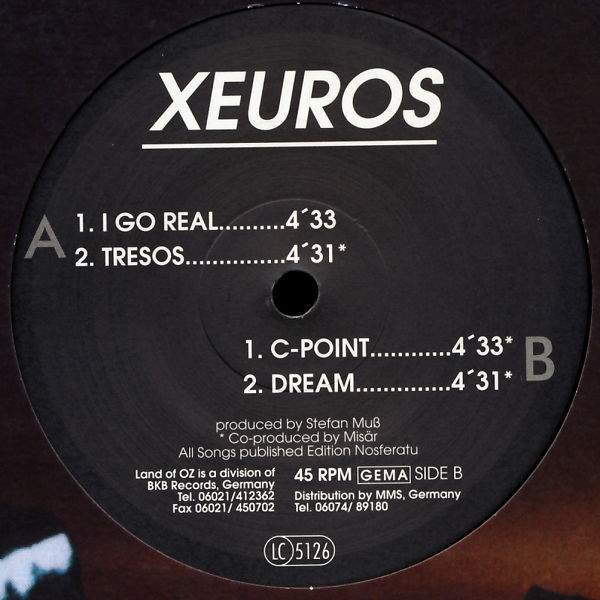 XEUROS
A
1. I GO REAL..........4´33
2. TRESOS...............4´31*
1. C-POINT............4´33*
2. DREAM..............4´31*
B
produced by Stefan Muß
* Co-produced by Misär
All Songs published Edition Nosferatu
Land of OZ is a division of
BKB Records, Germany
Tel. 06021/412362
Fax 06021/ 450702
45 RPM GEMA SIDE B
Distribution by MMS, Germany
Tel. 06074/ 89180
LC 5126